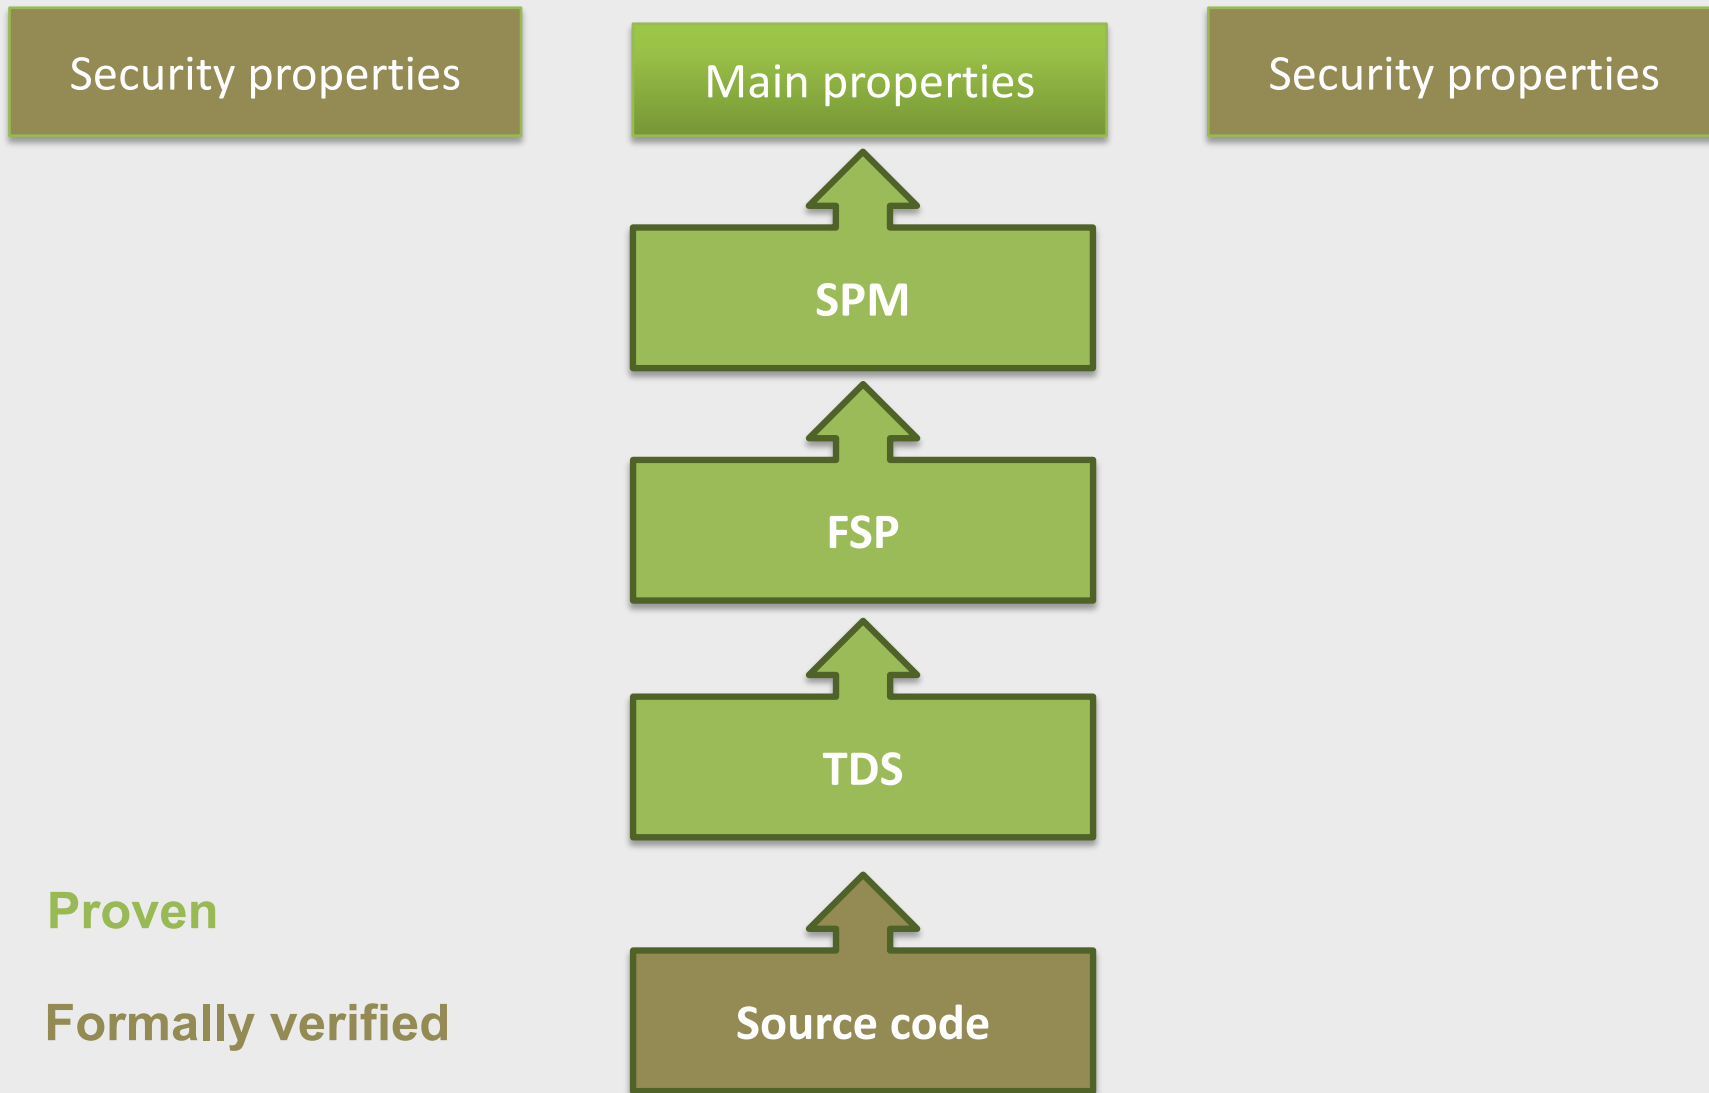 Security properties
Main properties
Security properties
SPM
FSP
TDS
Proven
Formally verified
Source code